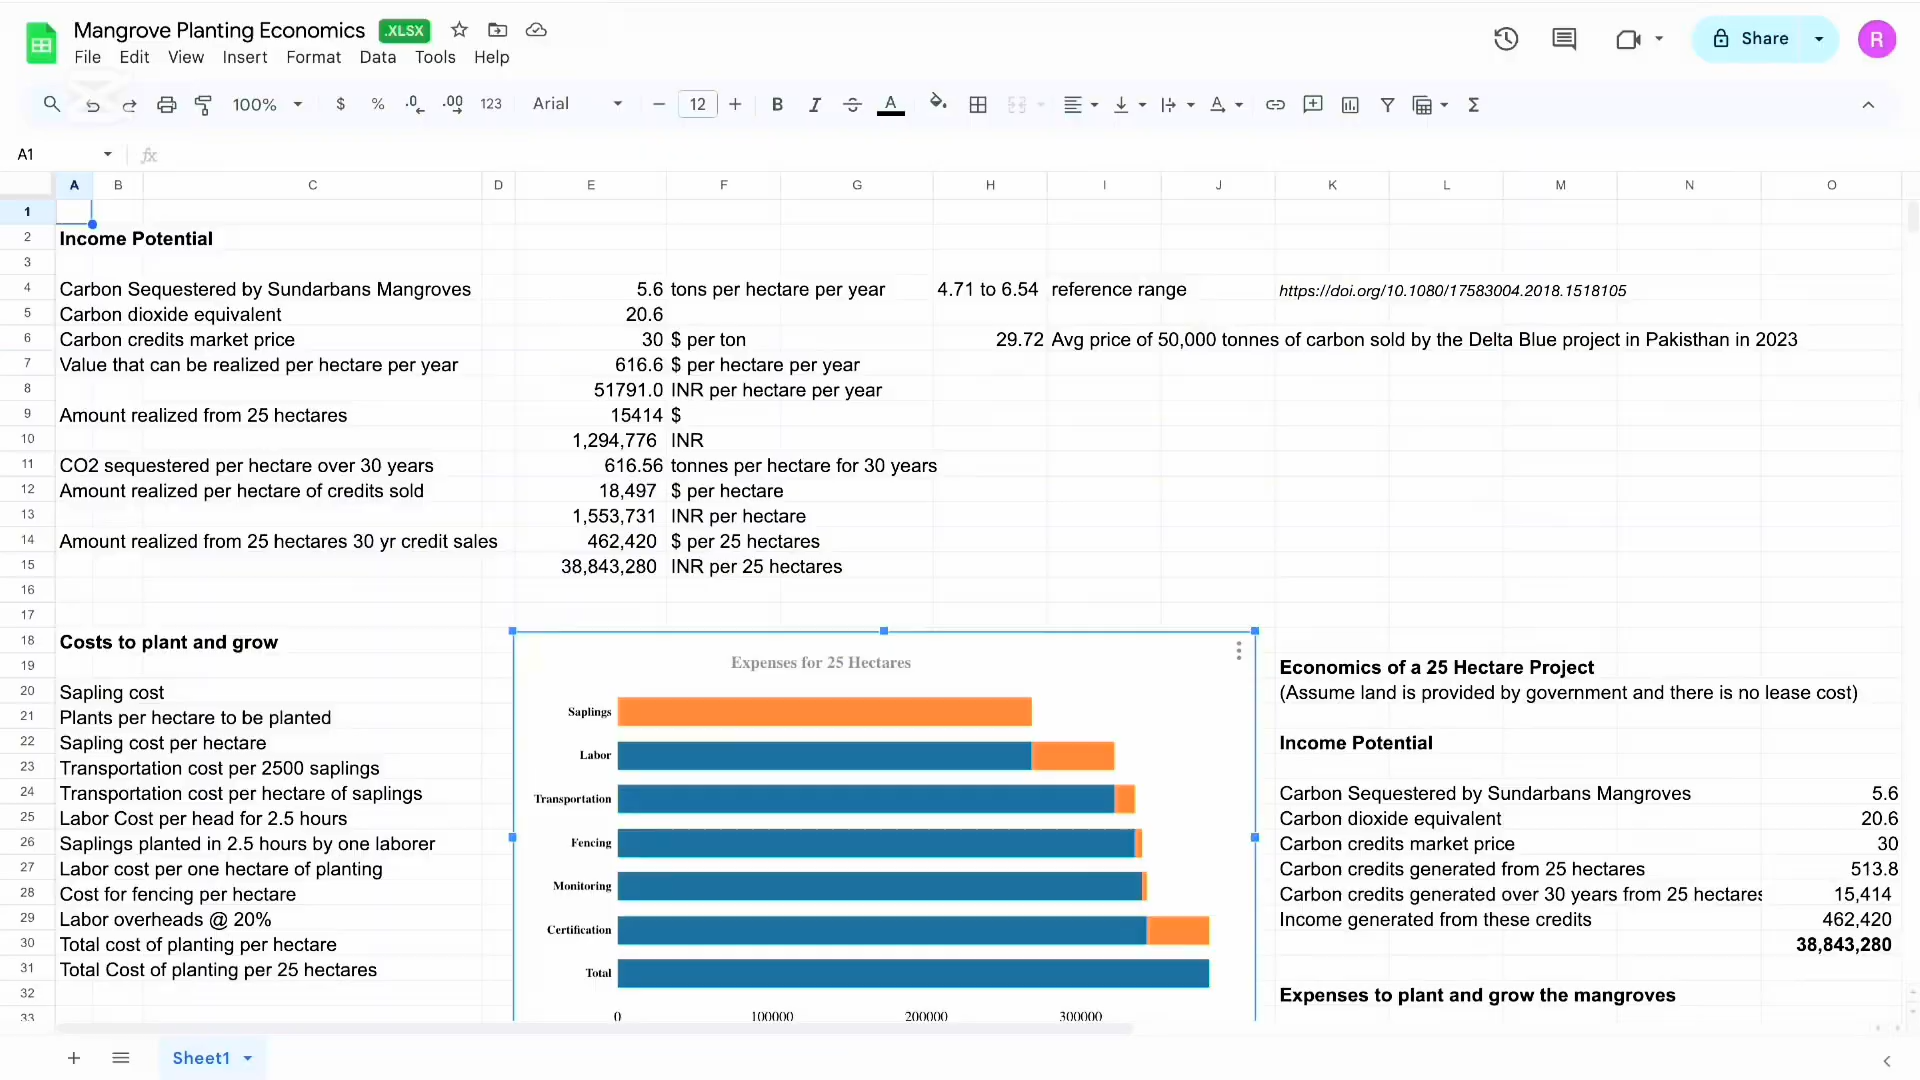 Mangrove Planting Economics .XLSX
File Edit View Insert Format Data Tools Help
Share
R
100% $ % .0 .00 123 Arial 12 B I A Σ
A1 fx
A B C D E F G H I J K L M N O
1
2 Income Potential
3
4 Carbon Sequestered by Sundarbans Mangroves 5.6 tons per hectare per year 4.71 to 6.54 reference range https://doi.org/10.1080/17583004.2018.1518105
5 Carbon dioxide equivalent 20.6
6 Carbon credits market price 30 $ per ton 29.72 Avg price of 50,000 tonnes of carbon sold by the Delta Blue project in Pakisthan in 2023
7 Value that can be realized per hectare per year 616.6 $ per hectare per year
8 51791.0 INR per hectare per year
9 Amount realized from 25 hectares 15414 $
10 1,294,776 INR
11 CO2 sequestered per hectare over 30 years 616.56 tonnes per hectare for 30 years
12 Amount realized per hectare of credits sold 18,497 $ per hectare
13 1,553,731 INR per hectare
14 Amount realized from 25 hectares 30 yr credit sales 462,420 $ per 25 hectares
15 38,843,280 INR per 25 hectares
16
17
18 Costs to plant and grow
19
20 Sapling cost
21 Plants per hectare to be planted
22 Sapling cost per hectare
23 Transportation cost per 2500 saplings
24 Transportation cost per hectare of saplings
25 Labor Cost per head for 2.5 hours
26 Saplings planted in 2.5 hours by one laborer
27 Labor cost per one hectare of planting
28 Cost for fencing per hectare
29 Labor overheads @ 20%
30 Total cost of planting per hectare
31 Total Cost of planting per 25 hectares
32
33
Expenses for 25 Hectares
Saplings
Labor
Transportation
Fencing
Monitoring
Certification
Total
0 100000 200000 300000
Economics of a 25 Hectare Project
(Assume land is provided by government and there is no lease cost)
Income Potential
Carbon Sequestered by Sundarbans Mangroves 5.6
Carbon dioxide equivalent 20.6
Carbon credits market price 30
Carbon credits generated from 25 hectares 513.8
Carbon credits generated over 30 years from 25 hectares 15,414
Income generated from these credits 462,420
38,843,280
Expenses to plant and grow the mangroves
Sheet1